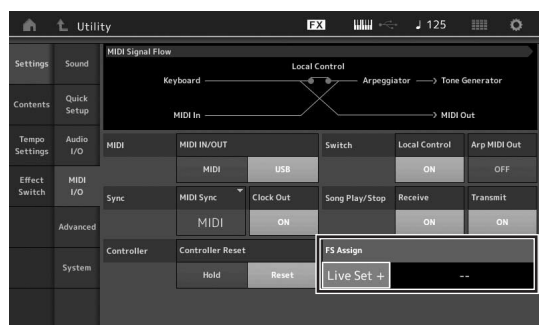 Utility FX ♩ 125
Settings
Contents
Tempo
Settings
Effect
Switch
Sound
Quick
Setup
Audio
I/O
MIDI
I/O
Advanced
System
MIDI Signal Flow
Local Control
Keyboard Arpeggiator Tone Generator
MIDI In MIDI Out
MIDI MIDI IN/OUT Switch Local Control Arp MIDI Out
MIDI USB ON OFF
Sync MIDI Sync Clock Out Song Play/Stop Receive Transmit
MIDI ON ON ON
Controller Controller Reset FS Assign
Hold Reset Live Set + --